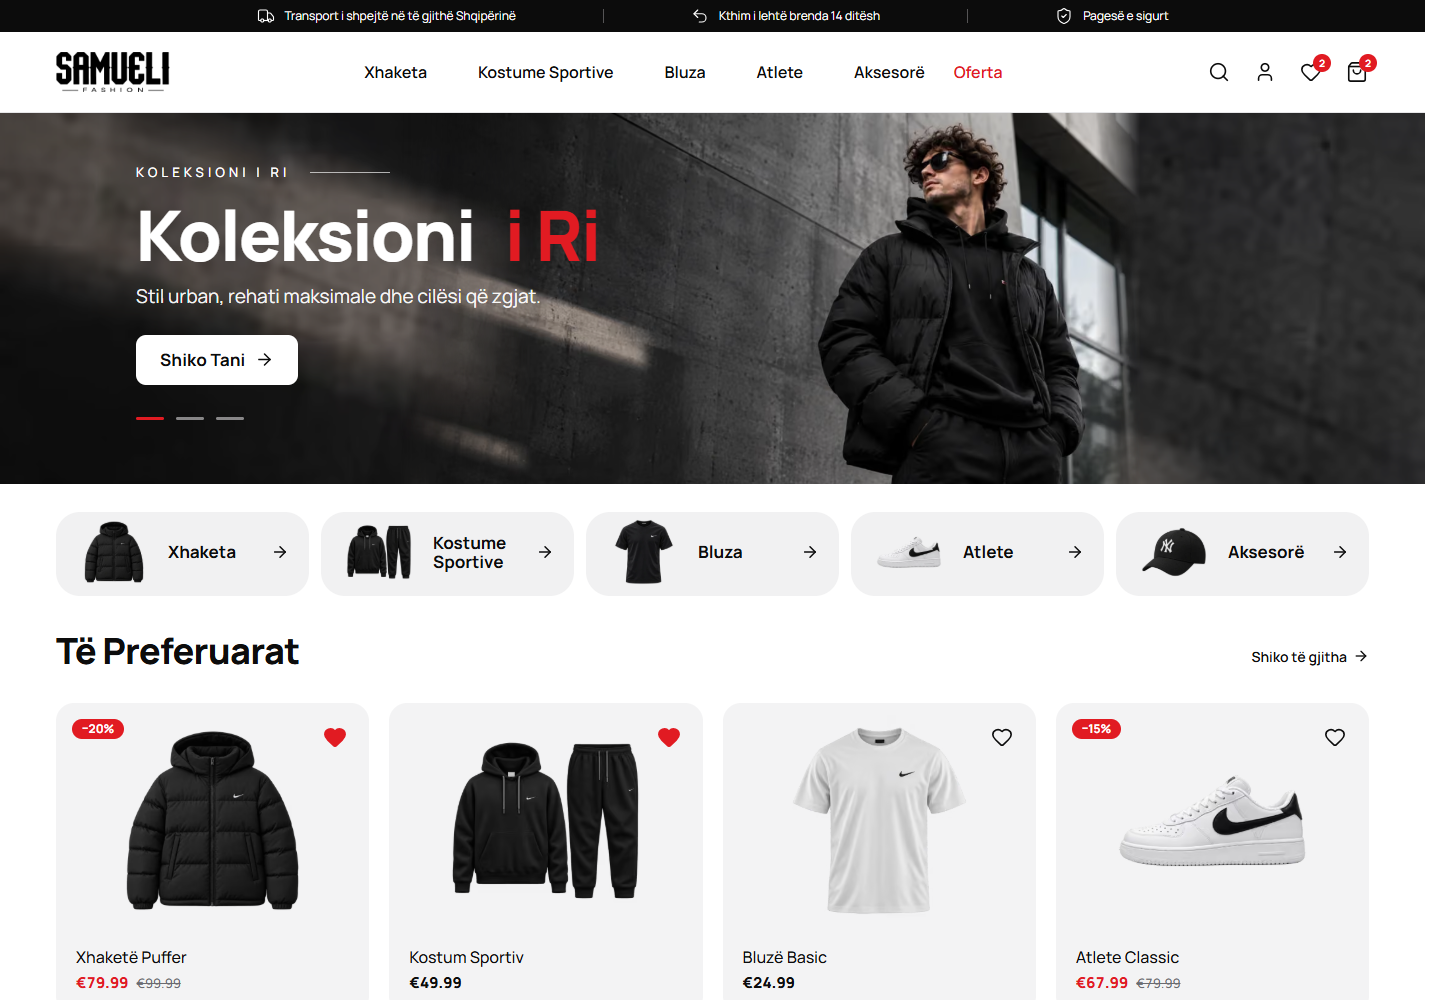 Transport i shpejtë në të gjithë Shqipërinë
Kthim i lehtë brenda 14 ditësh
Pagesë e sigurt
SAMUELI
FASHION
Xhaketa
Kostume Sportive
Bluza
Atlete
Aksesorë
Oferta
2
2
KOLEKSIONI I RI
Koleksioni i Ri
Stil urban, rehati maksimale dhe cilësi që zgjat.
Shiko Tani
Xhaketa
Kostume
Sportive
Bluza
Atlete
NY
Aksesorë
Të Preferuarat
Shiko të gjitha
−20%
−15%
Xhaketë Puffer
€79.99 €99.99
Kostum Sportiv
€49.99
Bluzë Basic
€24.99
Atlete Classic
€67.99 €79.99